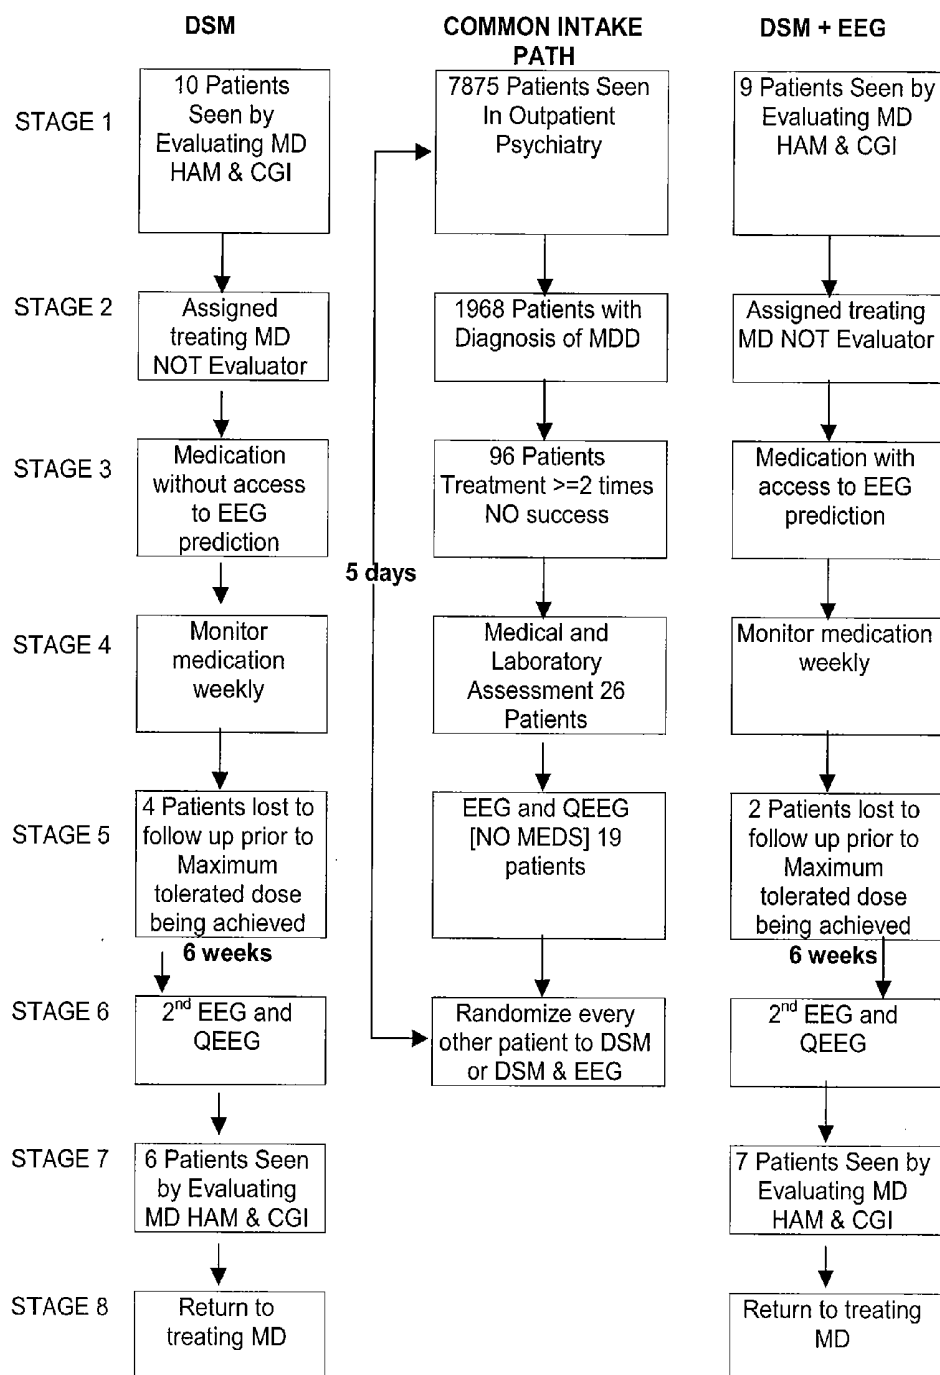 DSM
COMMON INTAKE
PATH
DSM + EEG
STAGE 1
10 Patients
Seen by
Evaluating MD
HAM & CGI
7875 Patients Seen
In Outpatient
Psychiatry
9 Patients Seen by
Evaluating MD
HAM & CGI
STAGE 2
Assigned
treating MD
NOT Evaluator
1968 Patients with
Diagnosis of MDD
Assigned treating
MD NOT Evaluator
STAGE 3
Medication
without access
to EEG
prediction
96 Patients
Treatment >=2 times
NO success
Medication with
access to EEG
prediction
5 days
STAGE 4
Monitor
medication
weekly
Medical and
Laboratory
Assessment 26
Patients
Monitor medication
weekly
STAGE 5
4 Patients lost to
follow up prior to
Maximum
tolerated dose
being achieved
EEG and QEEG
[NO MEDS] 19
patients
2 Patients lost to
follow up prior to
Maximum
tolerated dose
being achieved
6 weeks
6 weeks
STAGE 6
2nd EEG and
QEEG
Randomize every
other patient to DSM
or DSM & EEG
2nd EEG and
QEEG
STAGE 7
6 Patients Seen
by Evaluating
MD HAM & CGI
7 Patients Seen by
Evaluating MD
HAM & CGI
STAGE 8
Return to
treating MD
Return to treating
MD